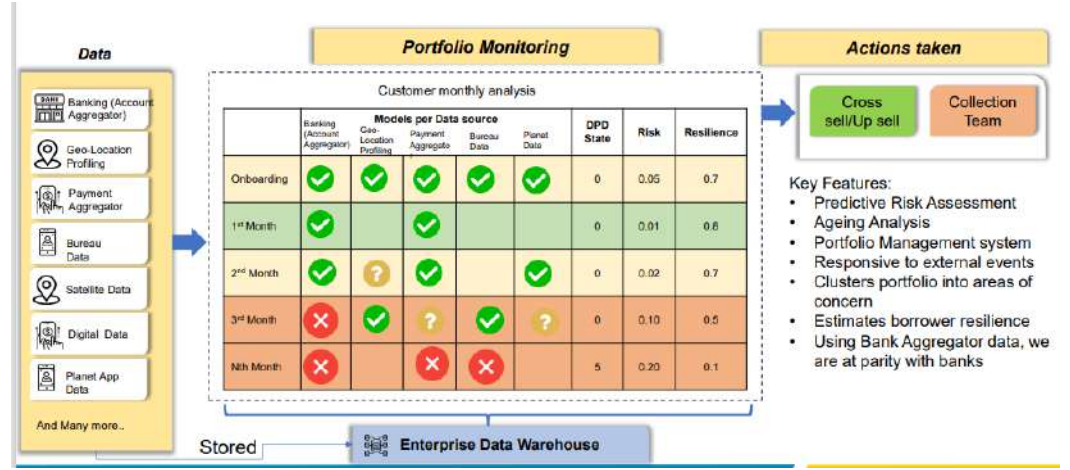 Data
Portfolio Monitoring
Actions taken
BANK
Banking (Account
Aggregator)
Geo-Location
Profiling
Payment
Aggregator
Bureau
Data
Satellite Data
Digital Data
Planet App
Data
And Many more..
Customer monthly analysis
Models per Data source
Banking
(Account
Aggregator)
Geo-
Location
Profiling
Payment
Aggregato
r
Bureau
Data
Planet
Data
DPD
State
Risk
Resilience
Onboarding 0 0.05 0.7
1st Month 0 0.01 0.8
2nd Month ? 0 0.02 0.7
3rd Month ? ? 0 0.10 0.5
Nth Month 5 0.20 0.1
Stored
Enterprise Data Warehouse
Cross
sell/Up sell
Collection
Team
Key Features:
• Predictive Risk Assessment
• Ageing Analysis
• Portfolio Management system
• Responsive to external events
• Clusters portfolio into areas of
concern
• Estimates borrower resilience
• Using Bank Aggregator data, we
are at parity with banks